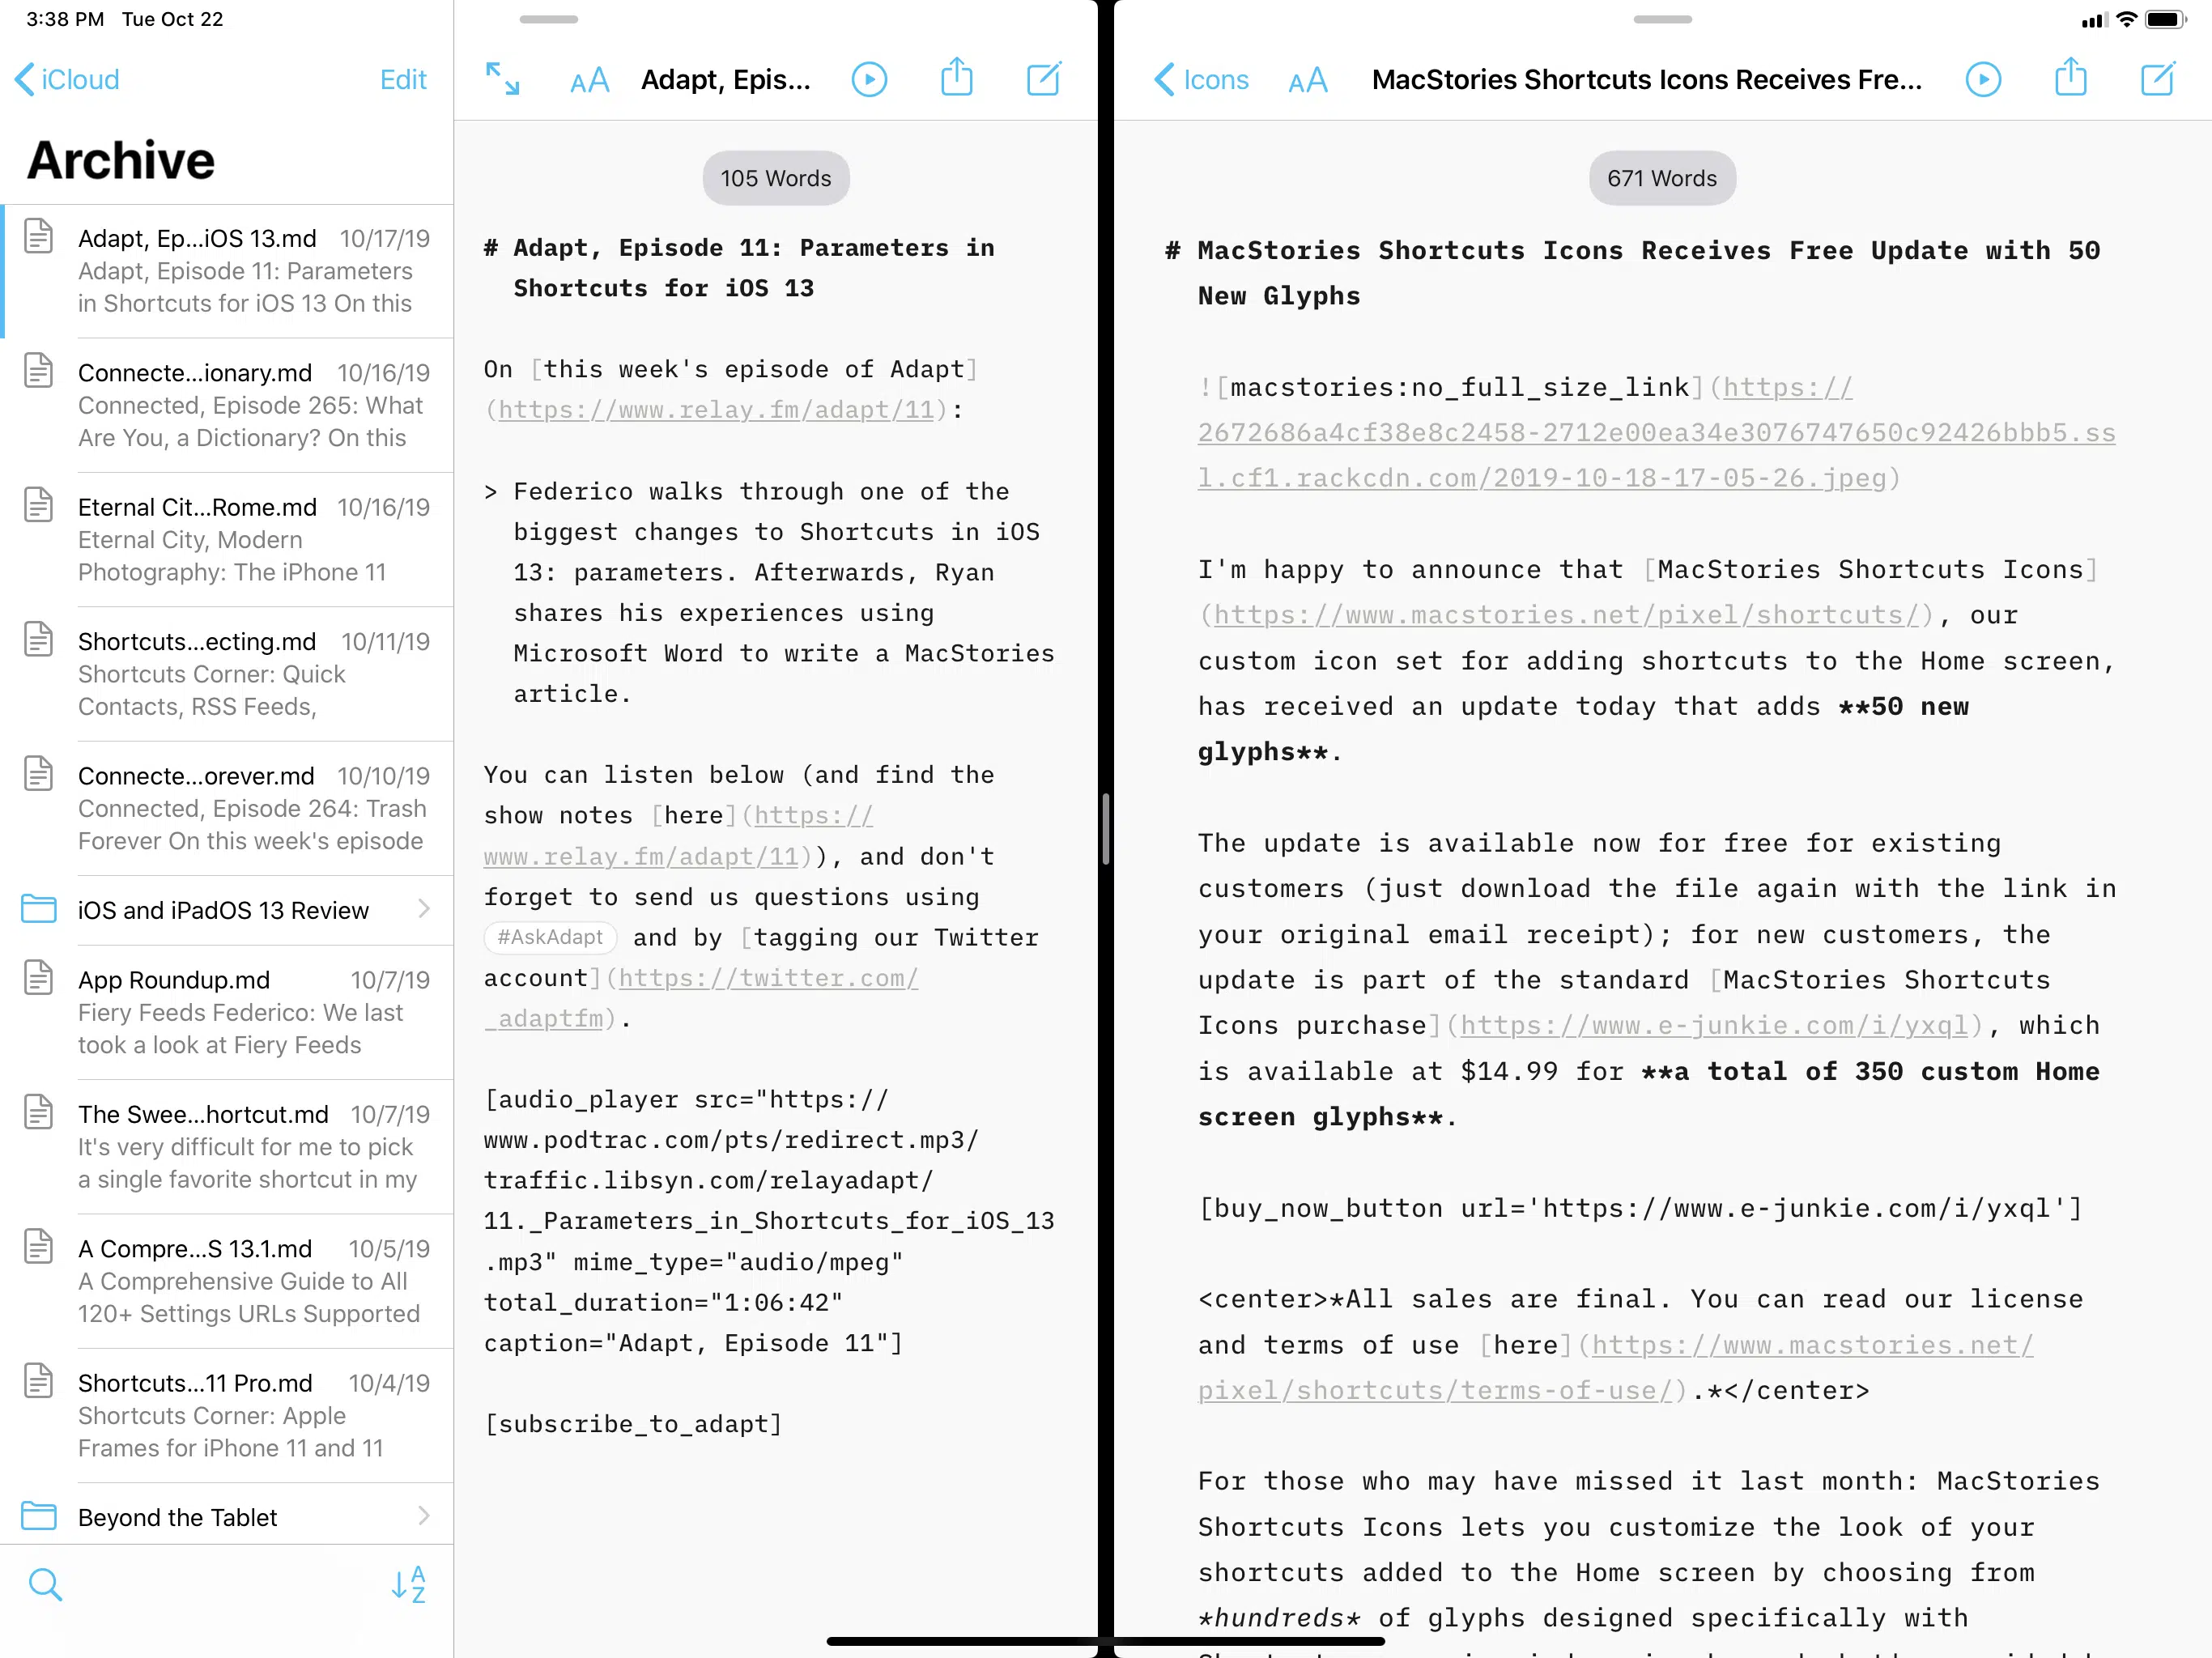 3:38 PM Tue Oct 22
iCloud
Edit
Archive
Adapt, Ep...iOS 13.md 10/17/19
Adapt, Episode 11: Parameters
in Shortcuts for iOS 13 On this
Connecte...ionary.md 10/16/19
Connected, Episode 265: What
Are You, a Dictionary? On this
Eternal Cit...Rome.md 10/16/19
Eternal City, Modern
Photography: The iPhone 11
Shortcuts...ecting.md 10/11/19
Shortcuts Corner: Quick
Contacts, RSS Feeds,
Connecte...orever.md 10/10/19
Connected, Episode 264: Trash
Forever On this week's episode
iOS and iPadOS 13 Review
App Roundup.md 10/7/19
Fiery Feeds Federico: We last
took a look at Fiery Feeds
The Swee...hortcut.md 10/7/19
It's very difficult for me to pick
a single favorite shortcut in my
A Compre...S 13.1.md 10/5/19
A Comprehensive Guide to All
120+ Settings URLs Supported
Shortcuts...11 Pro.md 10/4/19
Shortcuts Corner: Apple
Frames for iPhone 11 and 11
Beyond the Tablet
A
Z
AA
Adapt, Epis...
105 Words
# Adapt, Episode 11: Parameters in
Shortcuts for iOS 13
On [this week's episode of Adapt]
(https://www.relay.fm/adapt/11):
> Federico walks through one of the
biggest changes to Shortcuts in iOS
13: parameters. Afterwards, Ryan
shares his experiences using
Microsoft Word to write a MacStories
article.
You can listen below (and find the
show notes [here](https://
www.relay.fm/adapt/11)), and don't
forget to send us questions using
#AskAdapt and by [tagging our Twitter
account](https://twitter.com/
_adaptfm).
[audio_player src="https://
www.podtrac.com/pts/redirect.mp3/
traffic.libsyn.com/relayadapt/
11._Parameters_in_Shortcuts_for_iOS_13
.mp3" mime_type="audio/mpeg"
total_duration="1:06:42"
caption="Adapt, Episode 11"]
[subscribe_to_adapt]
Icons
AA
MacStories Shortcuts Icons Receives Fre...
671 Words
# MacStories Shortcuts Icons Receives Free Update with 50
New Glyphs
![macstories:no_full_size_link](https://
2672686a4cf38e8c2458-2712e00ea34e3076747650c92426bbb5.ss
l.cf1.rackcdn.com/2019-10-18-17-05-26.jpeg)
I'm happy to announce that [MacStories Shortcuts Icons]
(https://www.macstories.net/pixel/shortcuts/), our
custom icon set for adding shortcuts to the Home screen,
has received an update today that adds **50 new
glyphs**.
The update is available now for free for existing
customers (just download the file again with the link in
your original email receipt); for new customers, the
update is part of the standard [MacStories Shortcuts
Icons purchase](https://www.e-junkie.com/i/yxql), which
is available at $14.99 for **a total of 350 custom Home
screen glyphs**.
[buy_now_button url='https://www.e-junkie.com/i/yxql']
<center>*All sales are final. You can read our license
and terms of use [here](https://www.macstories.net/
pixel/shortcuts/terms-of-use/).*</center>
For those who may have missed it last month: MacStories
Shortcuts Icons lets you customize the look of your
shortcuts added to the Home screen by choosing from
*hundreds* of glyphs designed specifically with